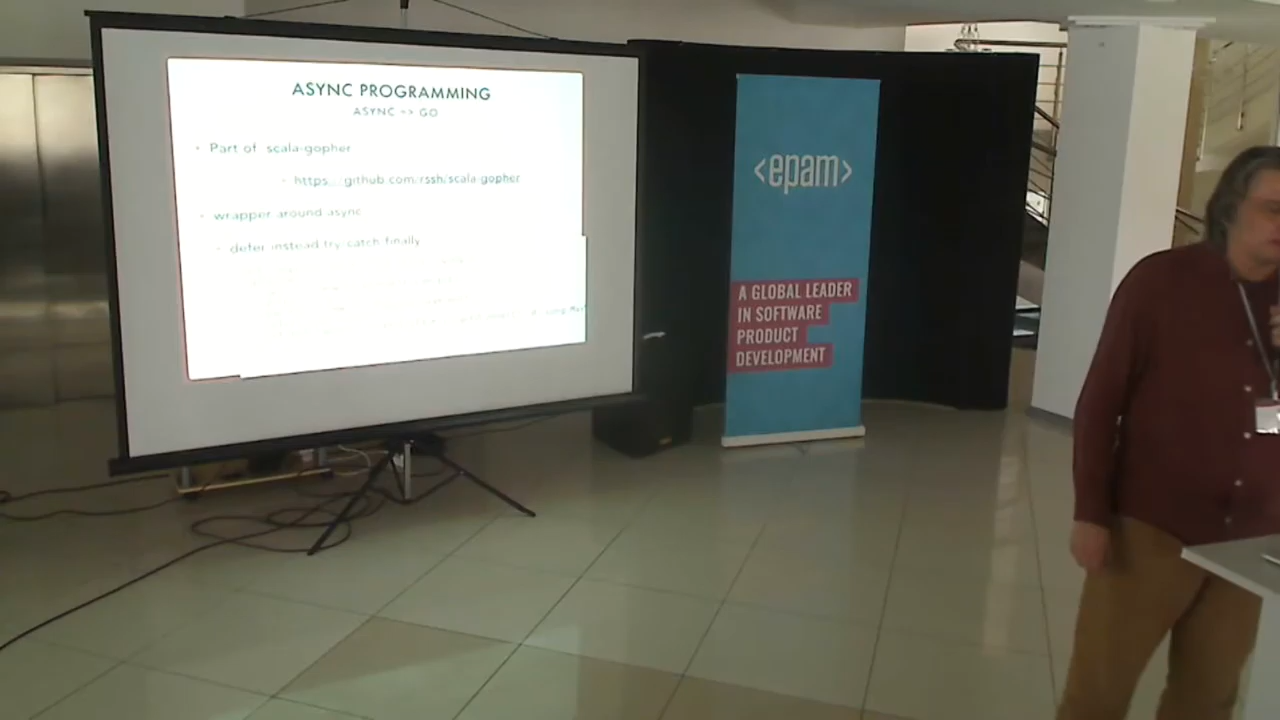 ASYNC PROGRAMMING
ASYNC => GO
• Part of scala-gopher
• https://github.com/rssh/scala-gopher
• wrapper around async
• defer instead try/catch/finally
<epam>
A GLOBAL LEADER
IN SOFTWARE
PRODUCT
DEVELOPMENT